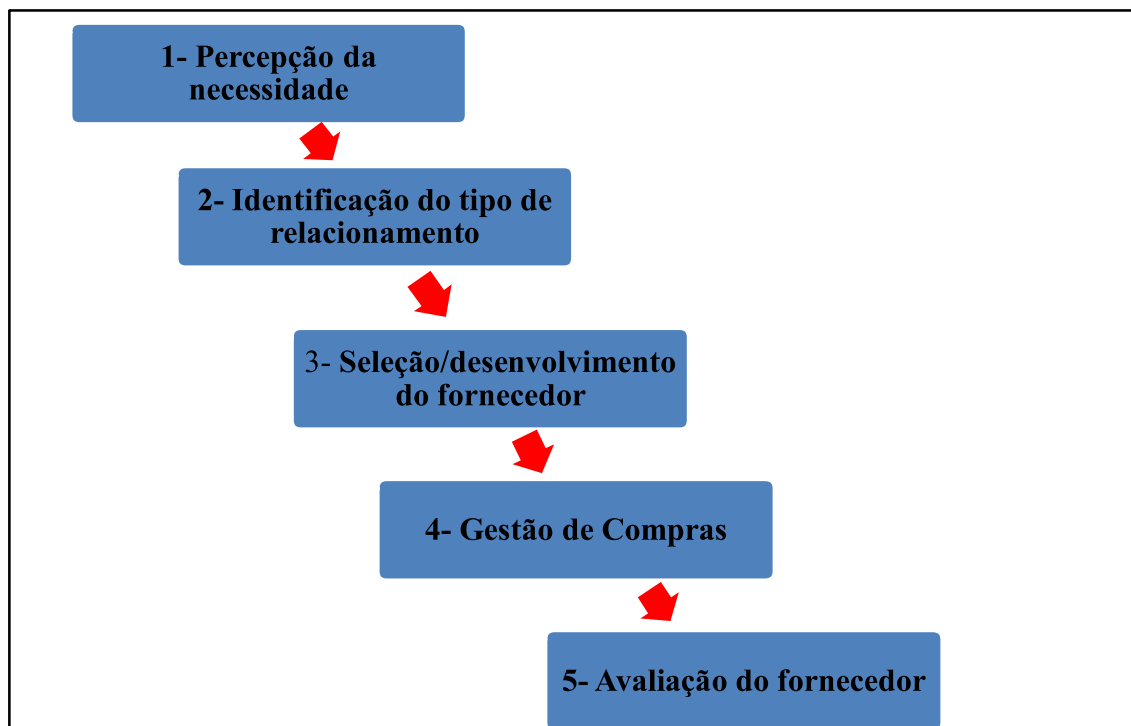 1- Percepção da
necessidade
2- Identificação do tipo de
relacionamento
3- Seleção/desenvolvimento
do fornecedor
4- Gestão de Compras
5- Avaliação do fornecedor